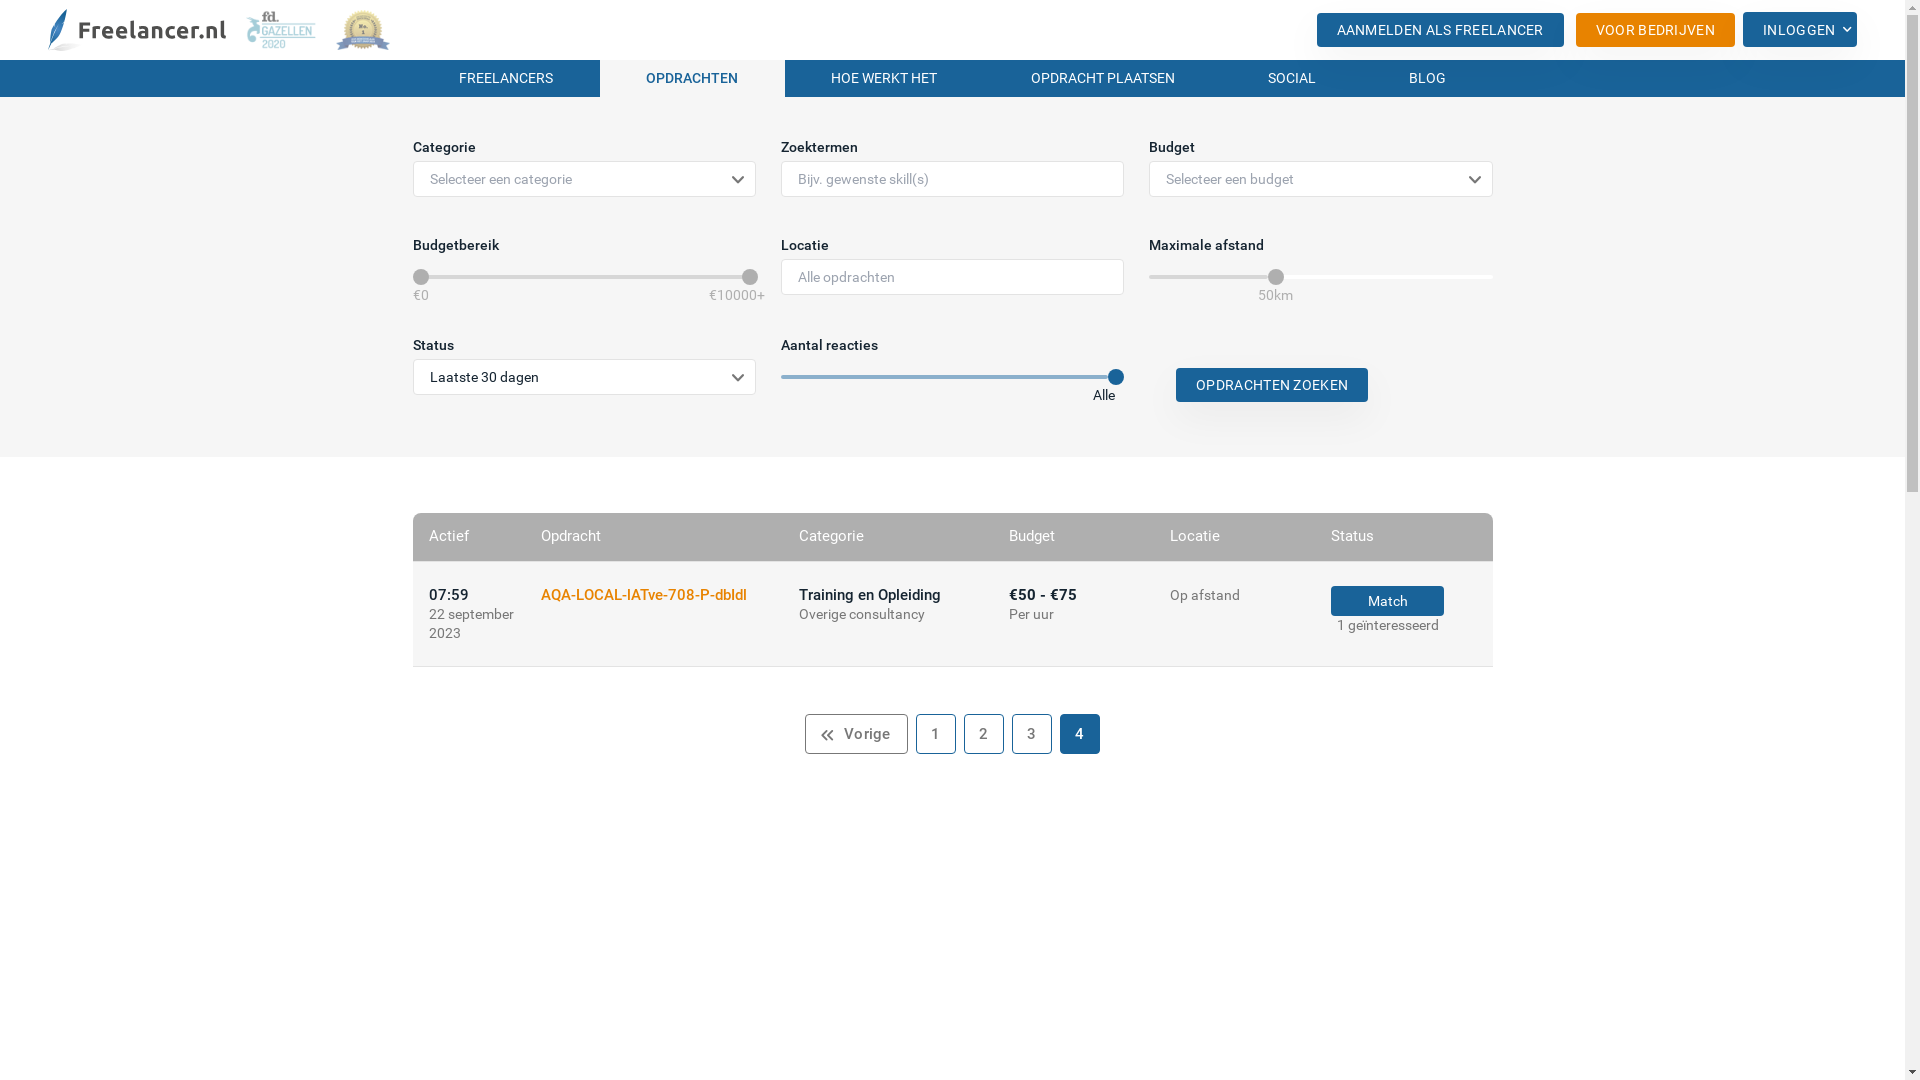 Freelancer.nl
fd.
GAZELLEN
2020
AANMELDEN ALS FREELANCER
VOOR BEDRIJVEN
INLOGGEN
FREELANCERS
OPDRACHTEN
HOE WERKT HET
OPDRACHT PLAATSEN
SOCIAL
BLOG
Categorie
Zoektermen
Budget
Selecteer een categorie
Bijv. gewenste skill(s)
Selecteer een budget
Budgetbereik
Locatie
Maximale afstand
Alle opdrachten
€0
€10000+
50km
Status
Aantal reacties
Laatste 30 dagen
Alle
OPDRACHTEN ZOEKEN
Actief
Opdracht
Categorie
Budget
Locatie
Status
07:59
22 september
2023
AQA-LOCAL-IATve-708-P-dbIdI
Training en Opleiding
Overige consultancy
€50 - €75
Per uur
Op afstand
Match
1 geïnteresseerd
Vorige
1
2
3
4